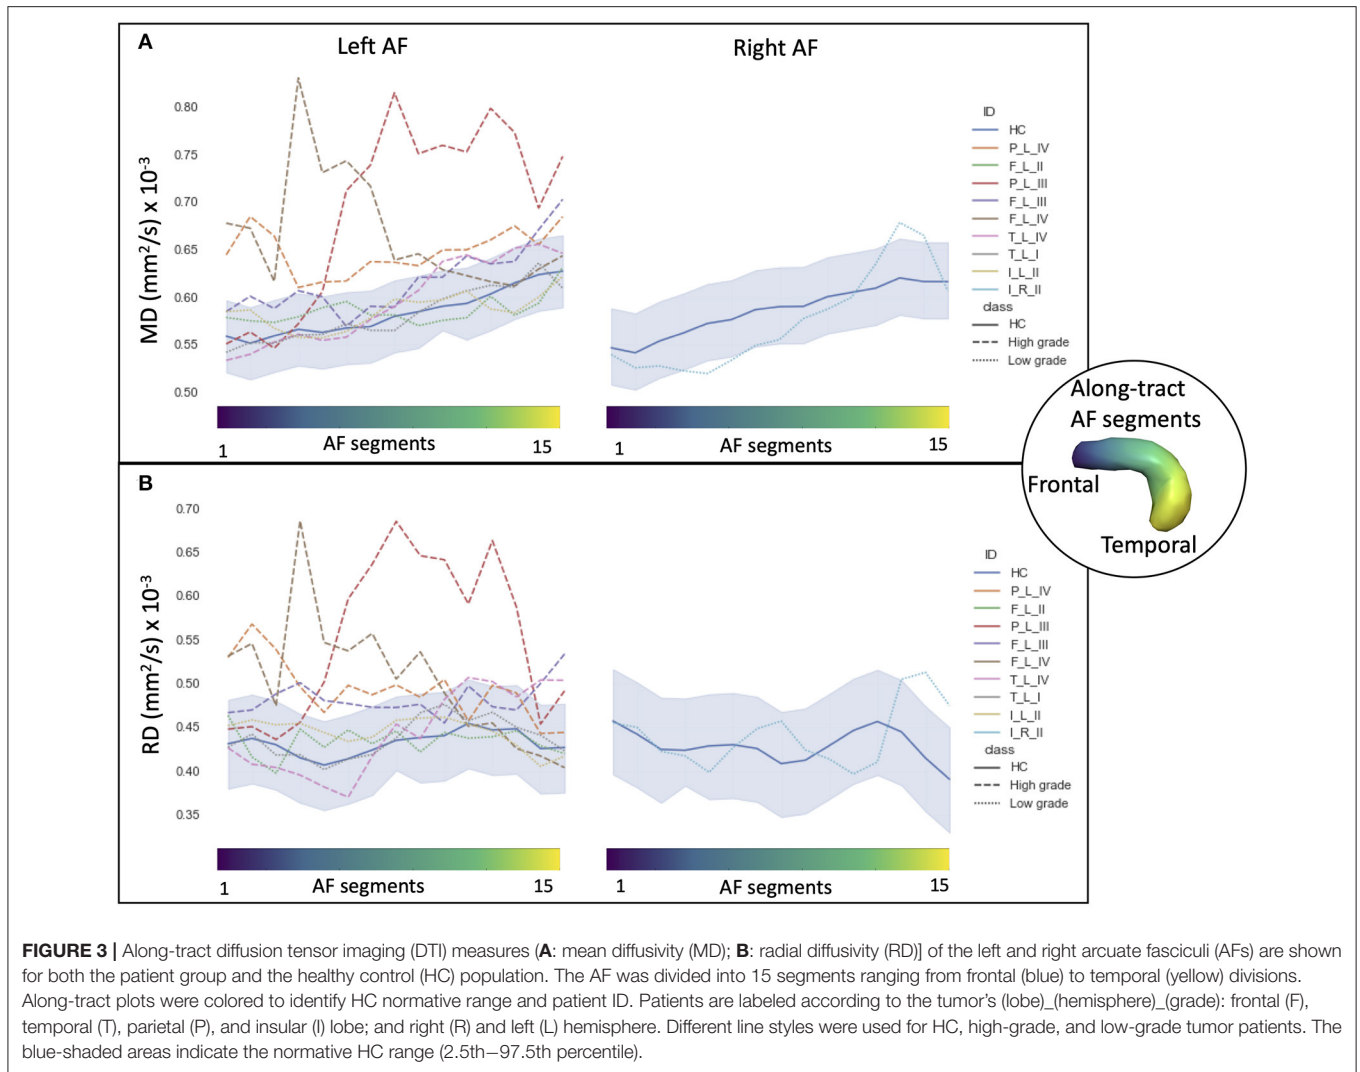 A
Left AF
Right AF
MD (mm²/s) x 10⁻³
0.80
0.75
0.70
0.65
0.60
0.55
0.50
ID
HC
P_L_IV
F_L_II
P_L_III
F_L_III
F_L_IV
T_L_IV
T_L_I
I_L_II
I_R_II
class
HC
High grade
Low grade
1 AF segments 15
1 AF segments 15
Along-tract
AF segments
Frontal
Temporal
B
RD (mm²/s) x 10⁻³
0.70
0.65
0.60
0.55
0.50
0.45
0.40
0.35
ID
HC
P_L_IV
F_L_II
P_L_III
F_L_III
F_L_IV
T_L_IV
T_L_I
I_L_II
I_R_II
class
HC
High grade
Low grade
1 AF segments 15
1 AF segments 15
FIGURE 3 | Along-tract diffusion tensor imaging (DTI) measures (A: mean diffusivity (MD); B: radial diffusivity (RD)] of the left and right arcuate fasciculi (AFs) are shown
for both the patient group and the healthy control (HC) population. The AF was divided into 15 segments ranging from frontal (blue) to temporal (yellow) divisions.
Along-tract plots were colored to identify HC normative range and patient ID. Patients are labeled according to the tumor's (lobe)_(hemisphere)_(grade): frontal (F),
temporal (T), parietal (P), and insular (I) lobe; and right (R) and left (L) hemisphere. Different line styles were used for HC, high-grade, and low-grade tumor patients. The
blue-shaded areas indicate the normative HC range (2.5th−97.5th percentile).